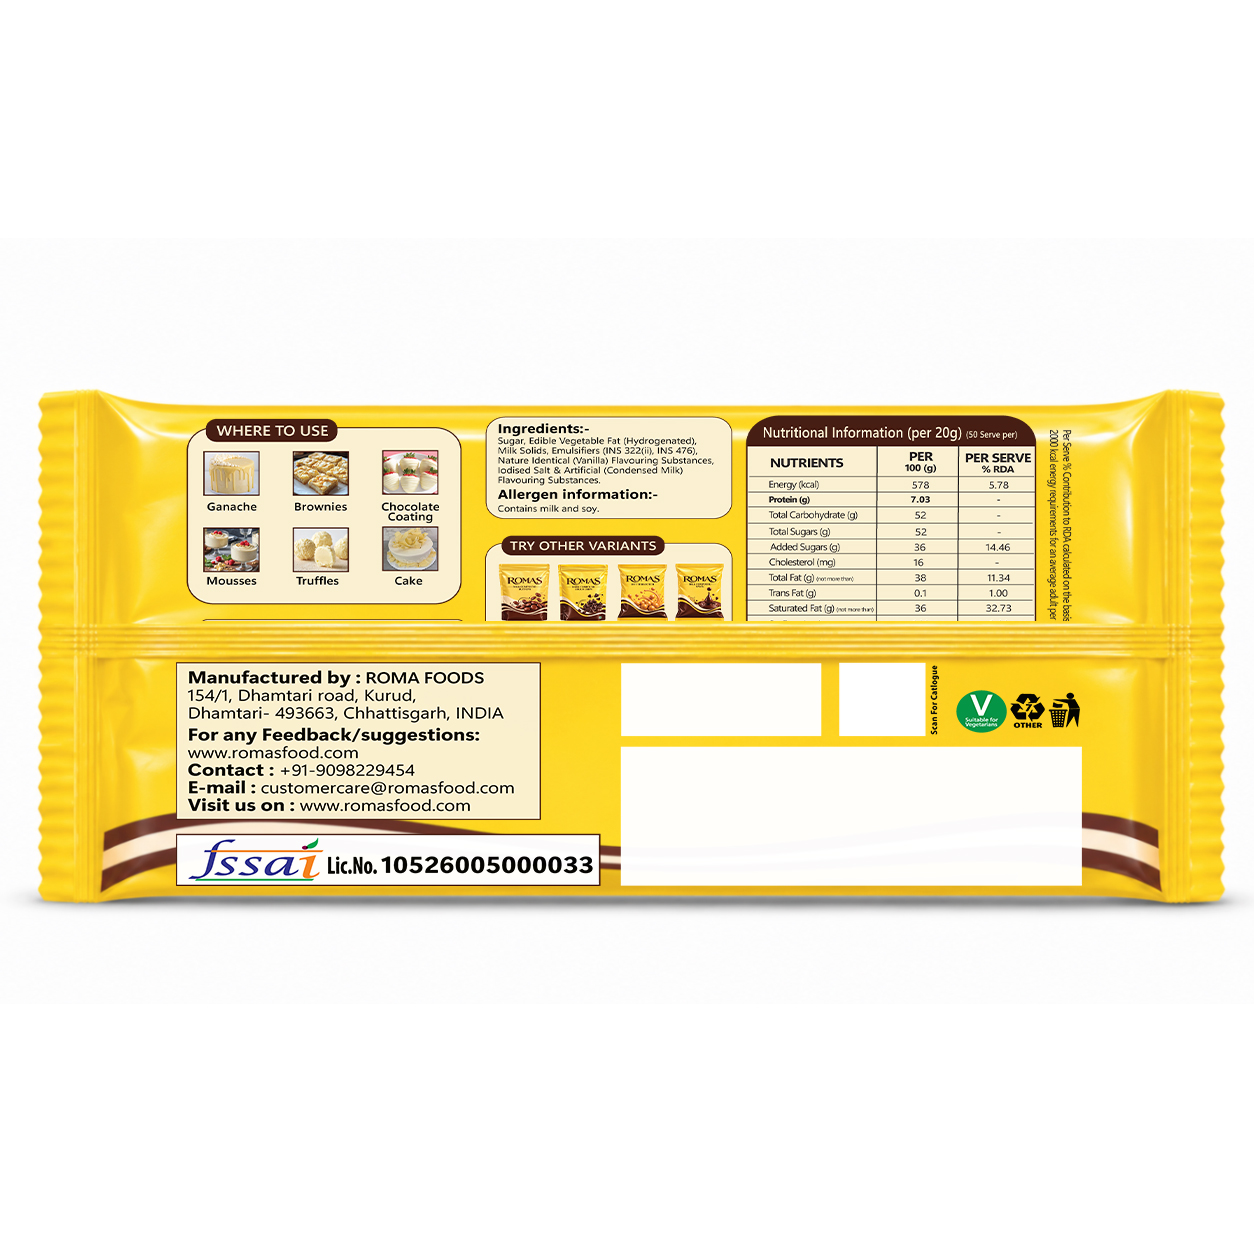 WHERE TO USE
Ganache
Brownies
Chocolate
Coating
Mousses
Truffles
Cake
Ingredients:-
Sugar, Edible Vegetable Fat (Hydrogenated),
Milk Solids, Emulsifiers (INS 322(ii), INS 476),
Nature Identical (Vanilla) Flavouring Substances,
Iodised Salt & Artificial (Condensed Milk)
Flavouring Substances.
Allergen information:-
Contains milk and soy.
TRY OTHER VARIANTS
ROMAS
ROMAS
ROMAS
ROMAS
Nutritional Information (per 20g) (50 Serve per)
NUTRIENTS PER 100 (g) PER SERVE % RDA
Energy (kcal) 578 5.78
Protein (g) 7.03 -
Total Carbohydrate (g) 52 -
Total Sugars (g) 52 -
Added Sugars (g) 36 14.46
Cholesterol (mg) 16 -
Total Fat (g) (not more than) 38 11.34
Trans Fat (g) 0.1 1.00
Saturated Fat (g) (not more than) 36 32.73
Per Serve % Contribution to RDA calculated on the basis
2000 kcal energy requirements for an average adult per
Manufactured by : ROMA FOODS
154/1, Dhamtari road, Kurud,
Dhamtari- 493663, Chhattisgarh, INDIA
For any Feedback/suggestions:
www.romasfood.com
Contact : +91-9098229454
E-mail : customercare@romasfood.com
Visit us on : www.romasfood.com
fssai Lic.No. 10526005000033
Scan For Catlogue
V
Suitable for
Vegetarians
7
OTHER